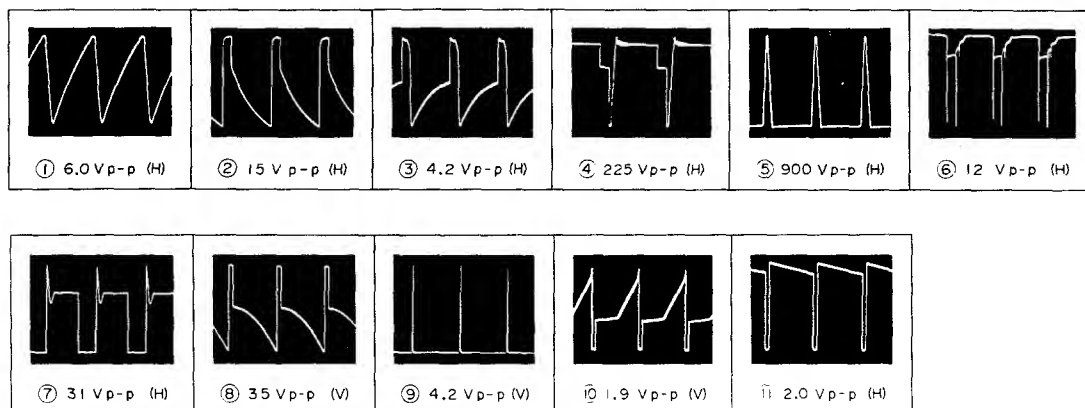 ① 6.0 Vp-p (H)
② 15 Vp-p (H)
③ 4.2 Vp-p (H)
④ 225 Vp-p (H)
⑤ 900 Vp-p (H)
⑥ 12 Vp-p (H)
⑦ 31 Vp-p (H)
⑧ 35 Vp-p (V)
⑨ 4.2 Vp-p (V)
⑩ 1.9 Vp-p (V)
⑪ 2.0 Vp-p (H)